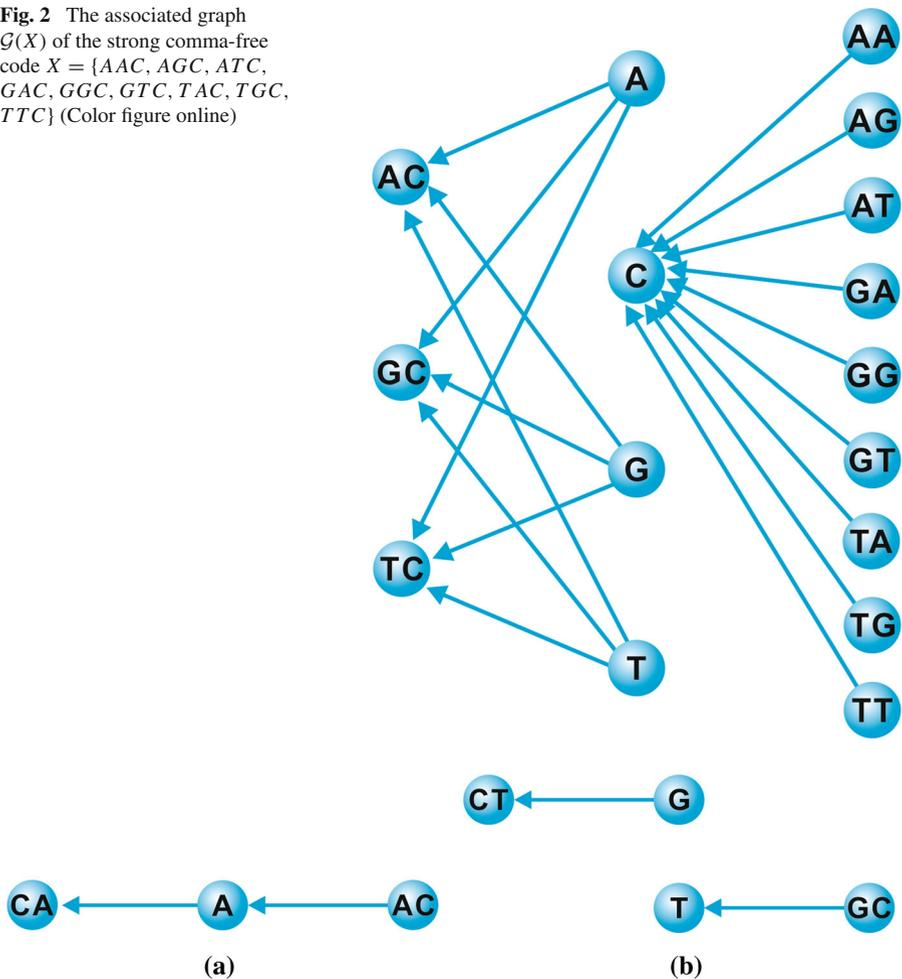 Fig. 2 The associated graph
𝒢(X) of the strong comma-free
code X = {AAC, AGC, ATC,
GAC, GGC, GTC, TAC, TGC,
TTC} (Color figure online)
A
AC
GC
G
TC
T
AA
AG
AT
C
GA
GG
GT
TA
TG
TT
CT G
CA A AC
T GC
(a) (b)